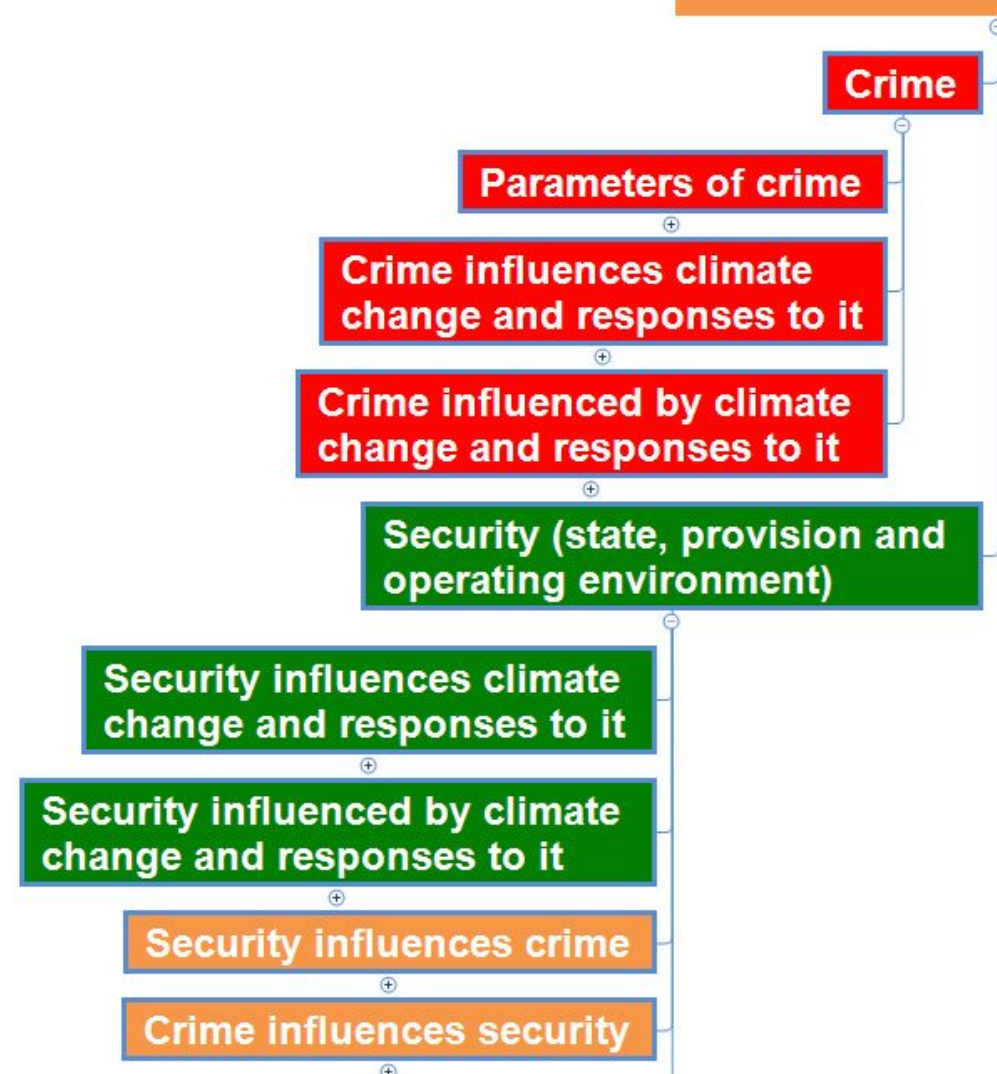 Crime
Parameters of crime
Crime influences climate
change and responses to it
Crime influenced by climate
change and responses to it
Security (state, provision and
operating environment)
Security influences climate
change and responses to it
Security influenced by climate
change and responses to it
Security influences crime
Crime influences security